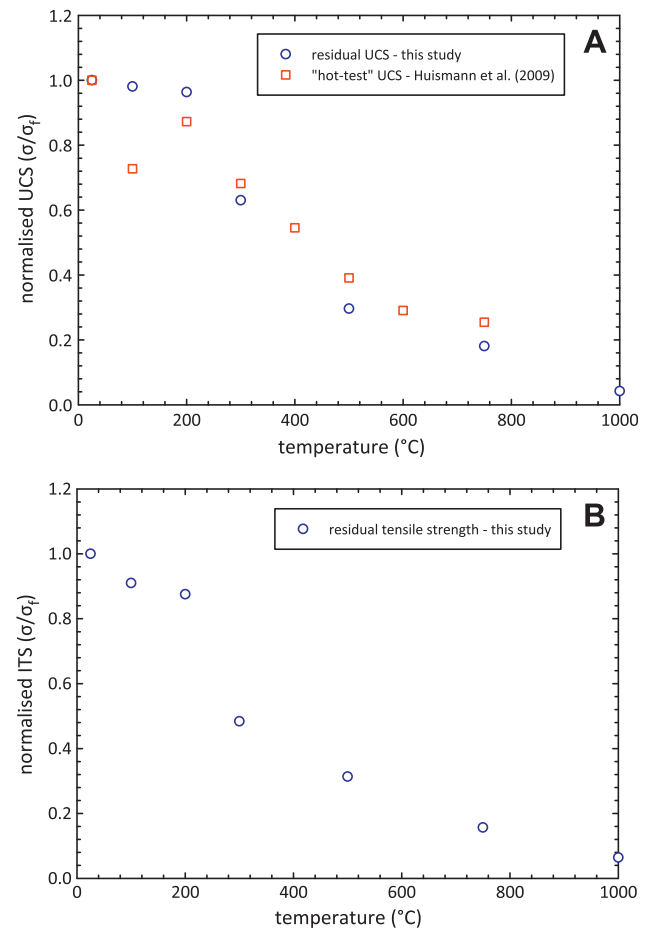 A
residual UCS - this study
"hot-test" UCS - Huismann et al. (2009)
1.2
1.0
0.8
0.6
0.4
0.2
0.0
normalised UCS (σ/σf)
0 200 400 600 800 1000
temperature (°C)
B
residual tensile strength - this study
1.2
1.0
0.8
0.6
0.4
0.2
0.0
normalised ITS (σ/σf)
0 200 400 600 800 1000
temperature (°C)